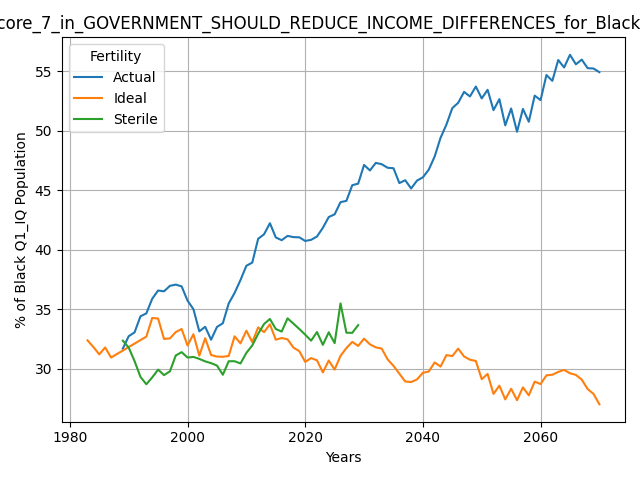 core_7_in_GOVERNMENT_SHOULD_REDUCE_INCOME_DIFFERENCES_for_Black
Fertility
Actual
Ideal
Sterile
% of Black Q1_IQ Population
55
50
45
40
35
30
1980
2000
2020
2040
2060
Years